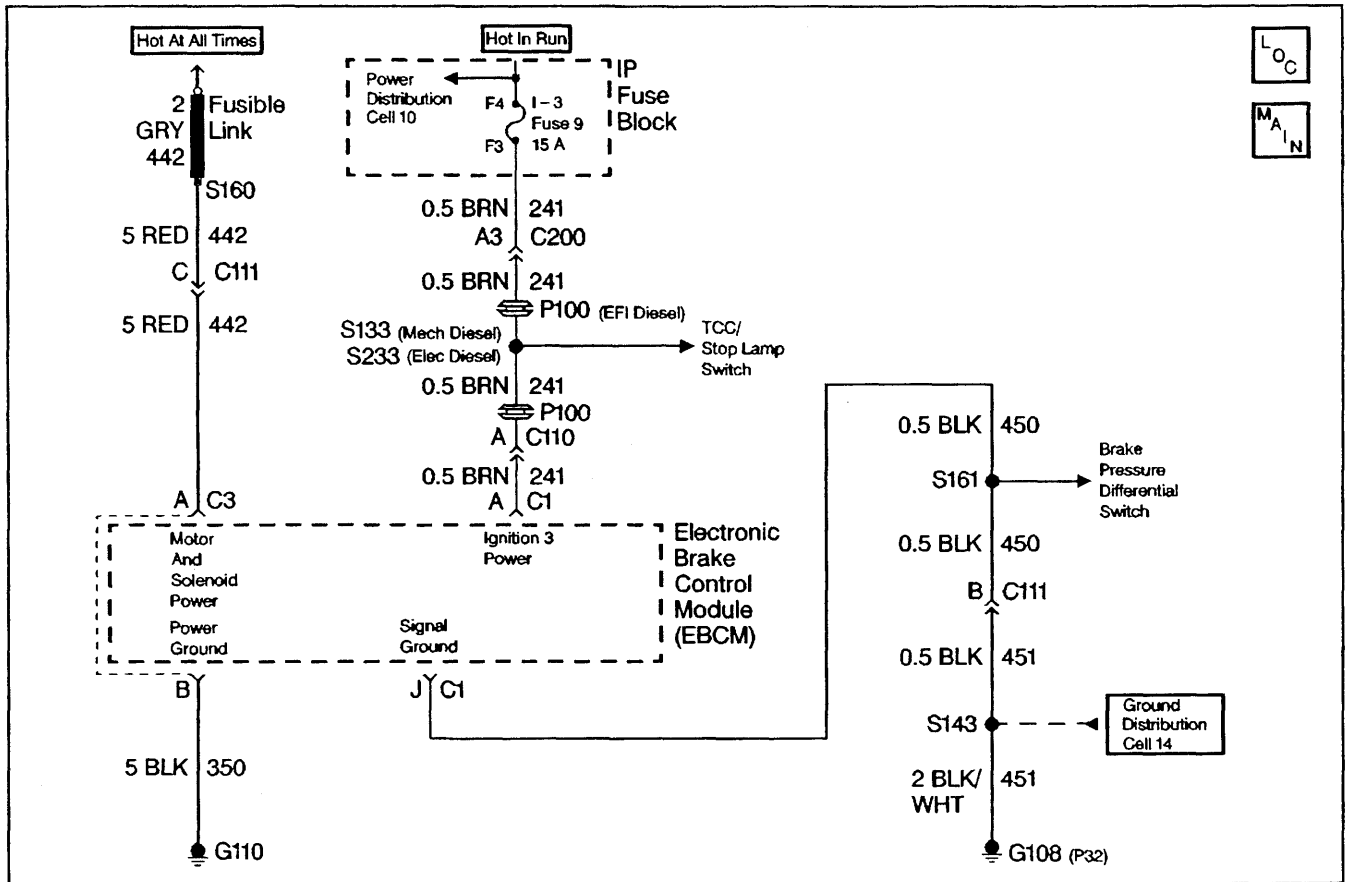 Hot At All Times
2 Fusible
GRY Link
442
S160
5 RED 442
C C111
5 RED 442
A C3
Hot In Run
IP
Fuse
Block
Power
Distribution
Cell 10
F4 I-3
Fuse 9
F3 15 A
0.5 BRN 241
A3 C200
0.5 BRN 241
P100 (EFI Diesel)
S133 (Mech Diesel)
S233 (Elec Diesel)
TCC/
Stop Lamp
Switch
0.5 BRN 241
P100
A C110
0.5 BRN 241
A C1
Motor
And
Solenoid
Power
Power
Ground
Ignition 3
Power
Signal
Ground
Electronic
Brake
Control
Module
(EBCM)
B
J C1
5 BLK 350
G110
LOC
MAIN
0.5 BLK 450
S161
Brake
Pressure
Differential
Switch
0.5 BLK 450
B C111
0.5 BLK 451
S143
Ground
Distribution
Cell 14
2 BLK/ 451
WHT
G108 (P32)